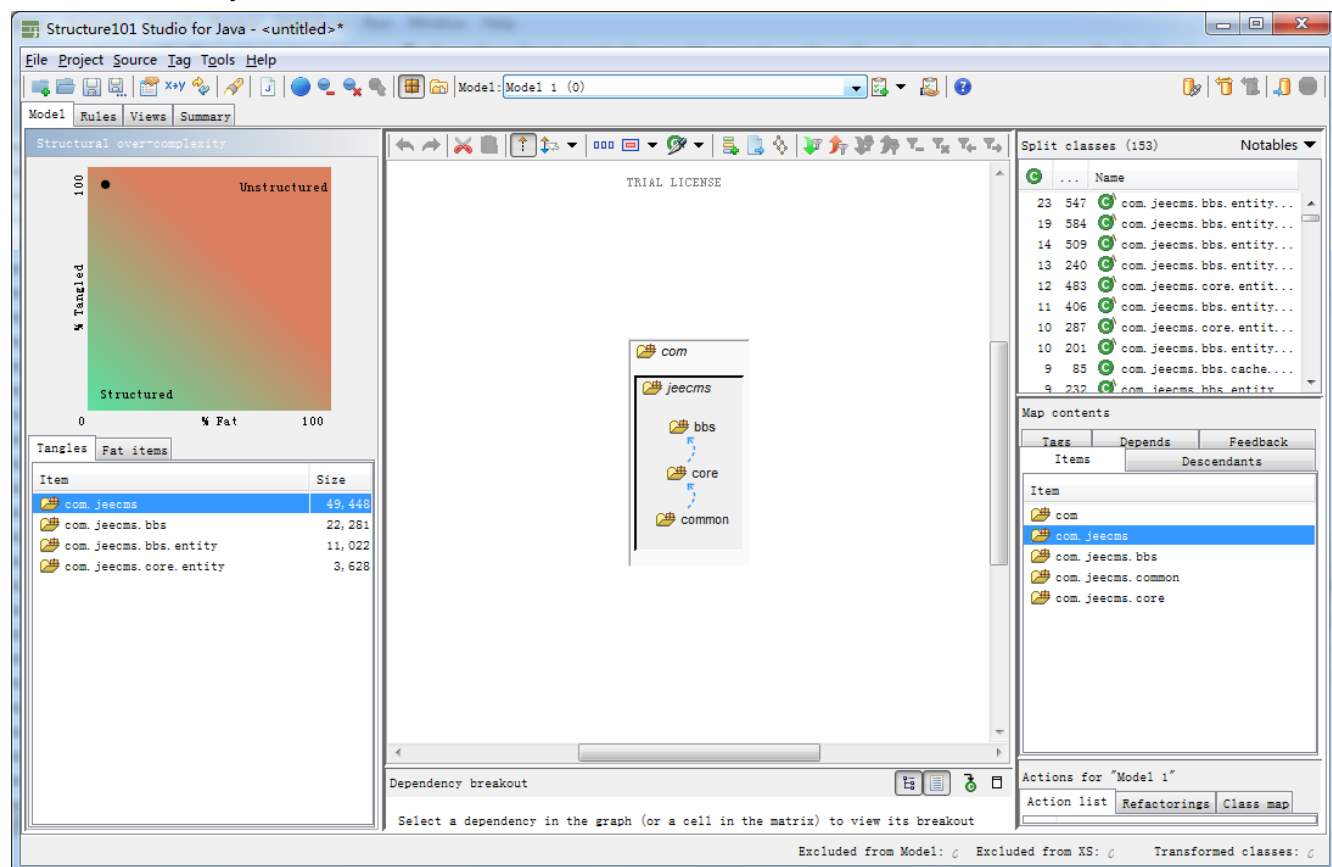 Structure101 Studio for Java - <untitled>*
File Project Source Tag Tools Help
x+y
J
Model: Model 1 (0)
Model Rules Views Summary
Structural over-complexity
100
Unstructured
% Tangled
Structured
0 % Fat 100
Tangles Fat items
Item Size
com.jeecms 49,448
com.jeecms.bbs 22,281
com.jeecms.bbs.entity 11,022
com.jeecms.core.entity 3,628
TRIAL LICENSE
com
jeecms
bbs
core
common
Dependency breakout
Select a dependency in the graph (or a cell in the matrix) to view its breakout
Split classes (153) Notables
... Name
23 547 com.jeecms.bbs.entity...
19 584 com.jeecms.bbs.entity...
14 509 com.jeecms.bbs.entity...
13 240 com.jeecms.bbs.entity...
12 483 com.jeecms.core.entit...
11 406 com.jeecms.bbs.entity...
10 287 com.jeecms.core.entit...
10 201 com.jeecms.bbs.entity...
9 85 com.jeecms.bbs.cache....
9 232 com.jeecms.bbs.entity
Map contents
Tags Depends Feedback
Items Descendants
Item
com
com.jeecms
com.jeecms.bbs
com.jeecms.common
com.jeecms.core
Actions for "Model 1"
Action list Refactorings Class map
Excluded from Model: Excluded from XS: Transformed classes: